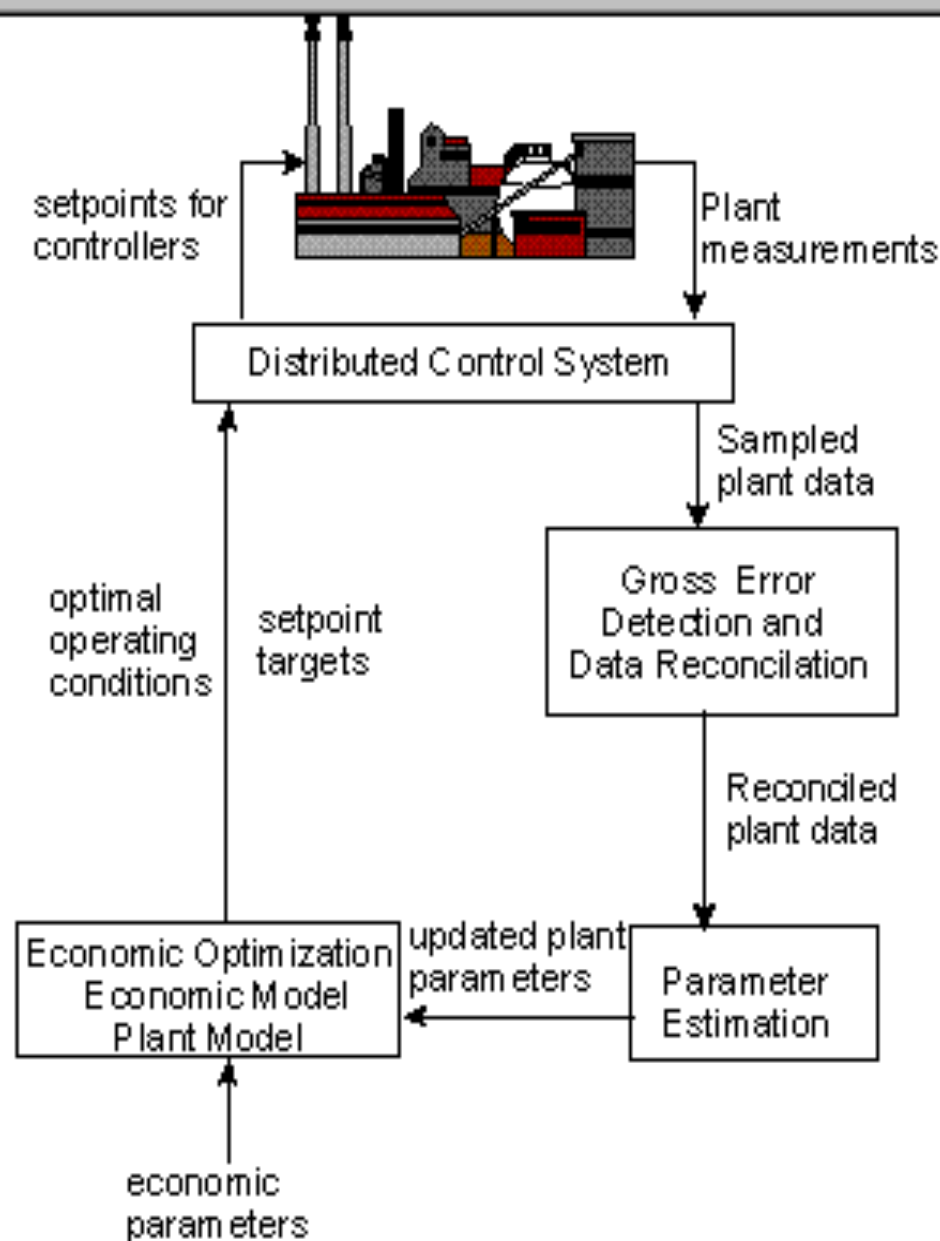 setpoints for
controllers
Plant
measurements
Distributed Control System
Sampled
plant data
Gross Error
Detection and
Data Reconcilation
optimal
operating
conditions
setpoint
targets
Reconciled
plant data
Economic Optimization
Economic Model
Plant Model
updated plant
parameters
Parameter
Estimation
economic
parameters